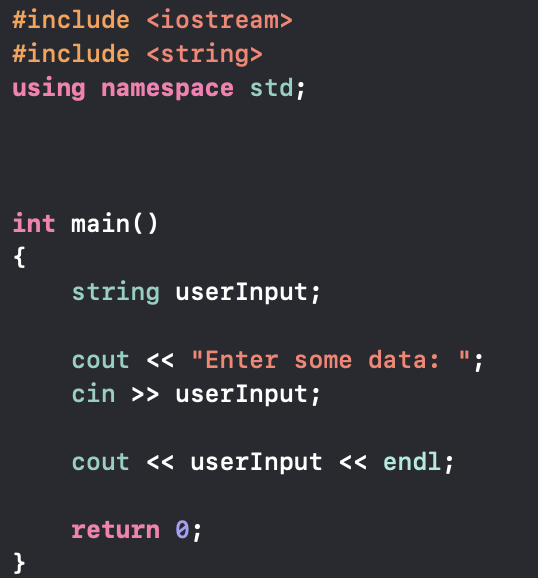 #include <iostream>
#include <string>
using namespace std;
int main()
{
    string userInput;
    cout << "Enter some data: ";
    cin >> userInput;
    cout << userInput << endl;
    return 0;
}